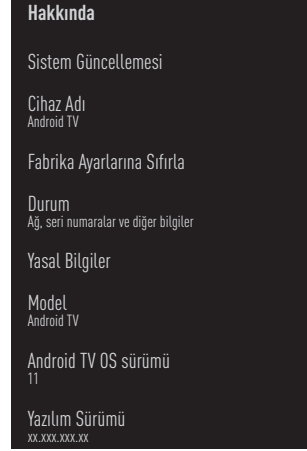 Hakkında
Sistem Güncellemesi
Cihaz Adı
Android TV
Fabrika Ayarlarına Sıfırla
Durum
Ağ, seri numaralar ve diğer bilgiler
Yasal Bilgiler
Model
Android TV
Android TV OS sürümü
11
Yazılım Sürümü
xx.xxx.xxx.xx